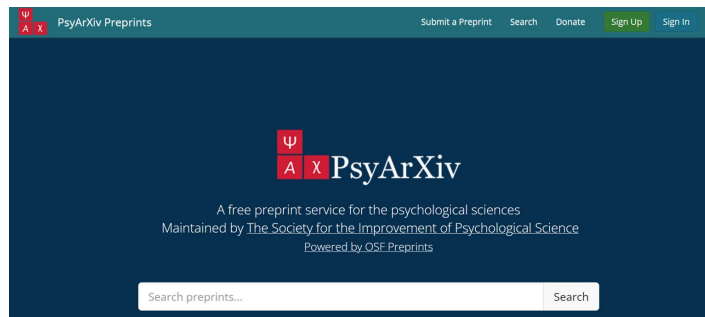 Ψ
Α Χ PsyArXiv Preprints Submit a Preprint Search Donate Sign Up Sign In
Ψ
Α Χ PsyArXiv
A free preprint service for the psychological sciences
Maintained by The Society for the Improvement of Psychological Science
Powered by OSF Preprints
Search preprints... Search